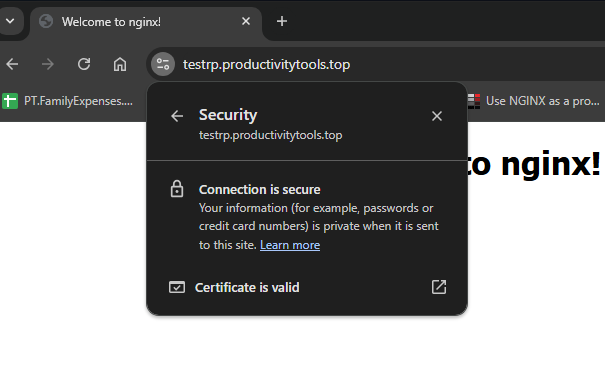 Welcome to nginx!
testrp.productivitytools.top
PT.FamilyExpenses....
Use NGINX as a pro...
Security
testrp.productivitytools.top
to nginx!
Connection is secure
Your information (for example, passwords or
credit card numbers) is private when it is sent
to this site. Learn more
Certificate is valid